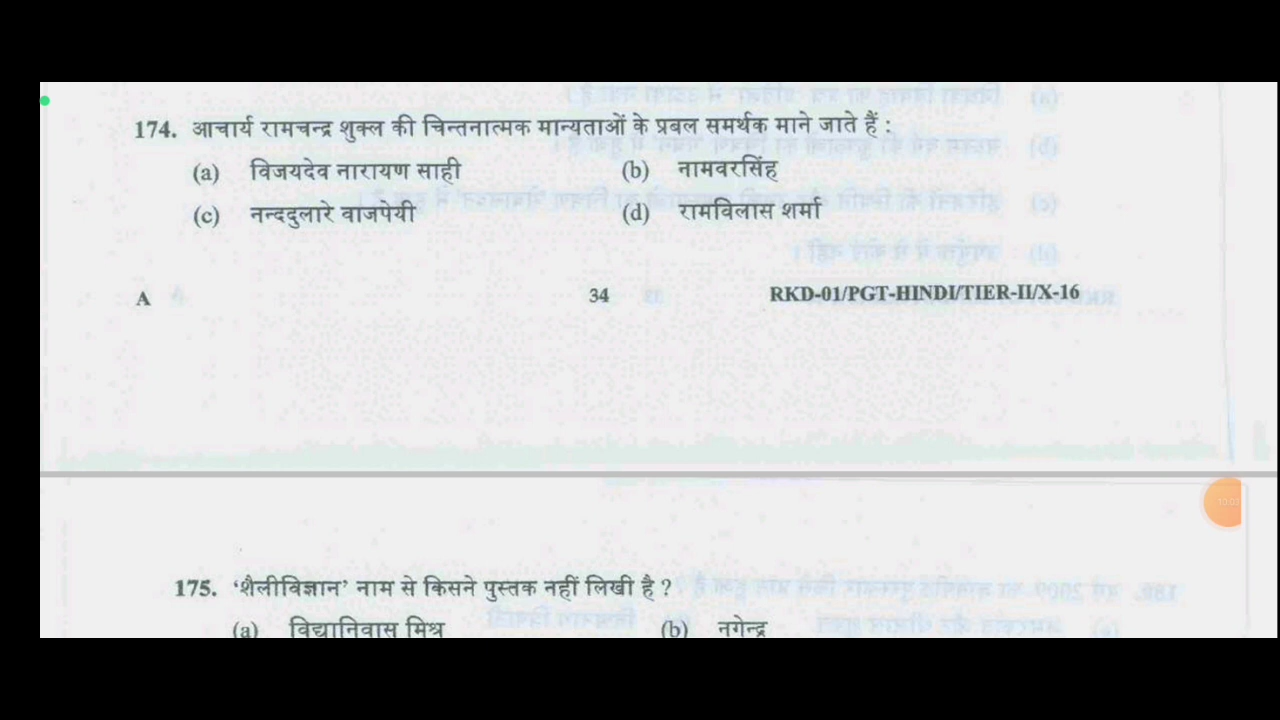 174. आचार्य रामचन्द्र शुक्ल की चिन्तनात्मक मान्यताओं के प्रबल समर्थक माने जाते हैं :
(a) विजयदेव नारायण साही (b) नामवरसिंह
(c) नन्ददुलारे वाजपेयी (d) रामविलास शर्मा
A 34 RKD-01/PGT-HINDI/TIER-II/X-16
175. ‘शैलीविज्ञान’ नाम से किसने पुस्तक नहीं लिखी है ?
(a) विद्यानिवास मिश्र (b) नगेन्द्र